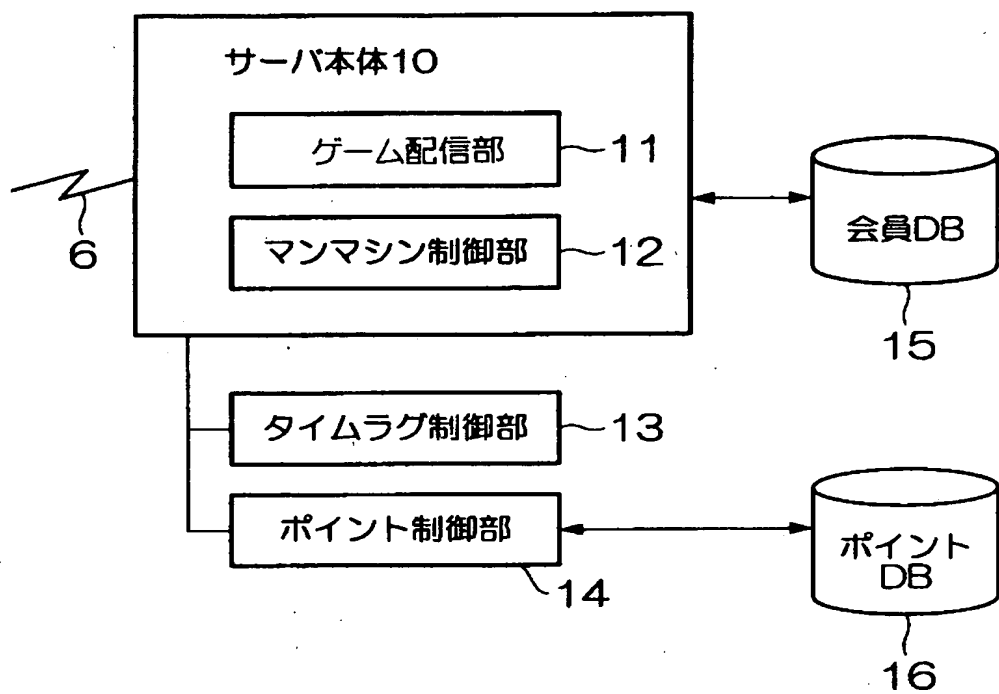 サーバ本体10
ゲーム配信部
11
マンマシン制御部
12
6
会員DB
15
タイムラグ制御部
13
ポイント制御部
14
ポイント
DB
16